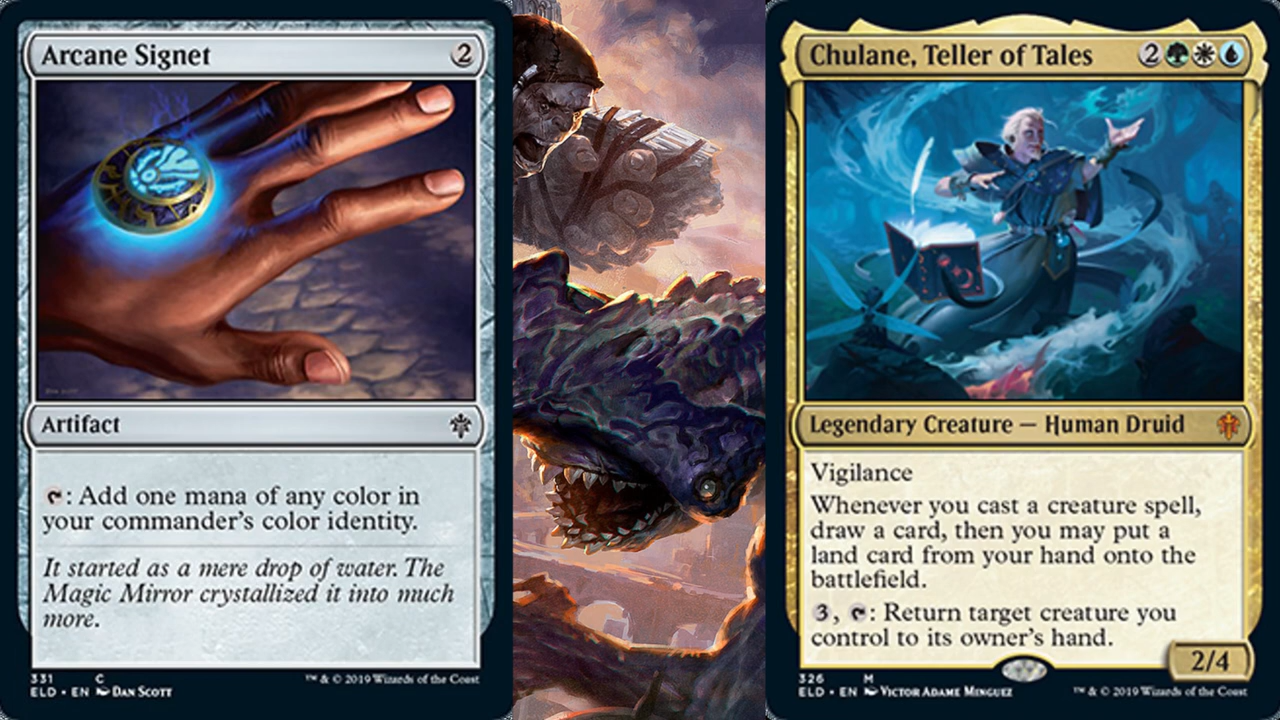 Arcane Signet 2
Artifact
: Add one mana of any color in
your commander's color identity.
It started as a mere drop of water. The
Magic Mirror crystallized it into much
more.
331 C
ELD • EN DAN SCOTT
™ & © 2019 Wizards of the Coast
Chulane, Teller of Tales 2
Legendary Creature — Human Druid
Vigilance
Whenever you cast a creature spell,
draw a card, then you may put a
land card from your hand onto the
battlefield.
3, : Return target creature you
control to its owner's hand.
2/4
326 M
ELD • EN VICTOR ADAME MINGUEZ
™ & © 2019 Wizards of the Coast